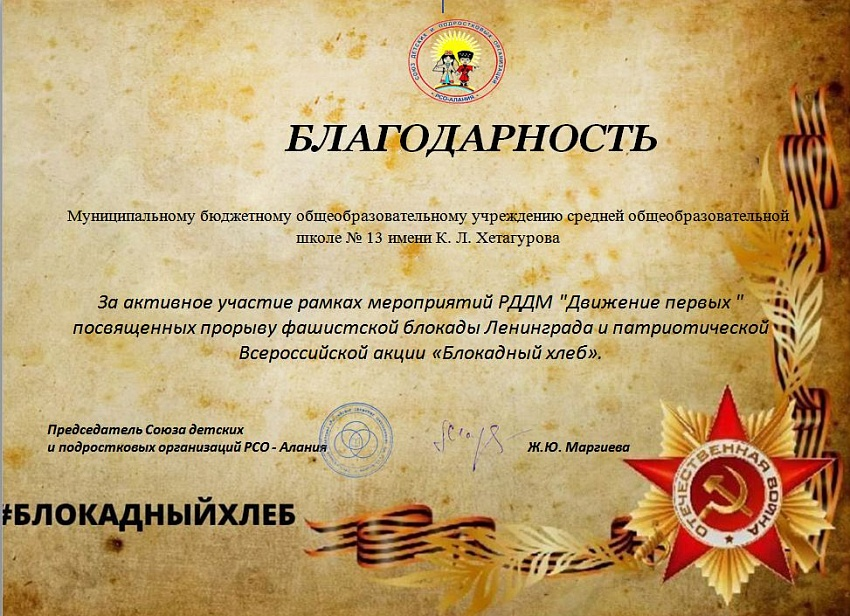 СОЮЗ ДЕТСКИХ И ПОДРОСТКОВЫХ ОРГАНИЗАЦИЙ
РСО-АЛАНИЯ
БЛАГОДАРНОСТЬ
Муниципальному бюджетному общеобразовательному учреждению средней общеобразовательной
школе № 13 имени К. Л. Хетагурова
За активное участие рамках мероприятий РДДМ "Движение первых "
посвященных прорыву фашистской блокады Ленинграда и патриотической
Всероссийской акции «Блокадный хлеб».
Председатель Союза детских
и подростковых организаций РСО - Алания
Ж.Ю. Маргиева
#БЛОКАДНЫЙХЛЕБ
ОТЕЧЕСТВЕННАЯ ВОЙНА